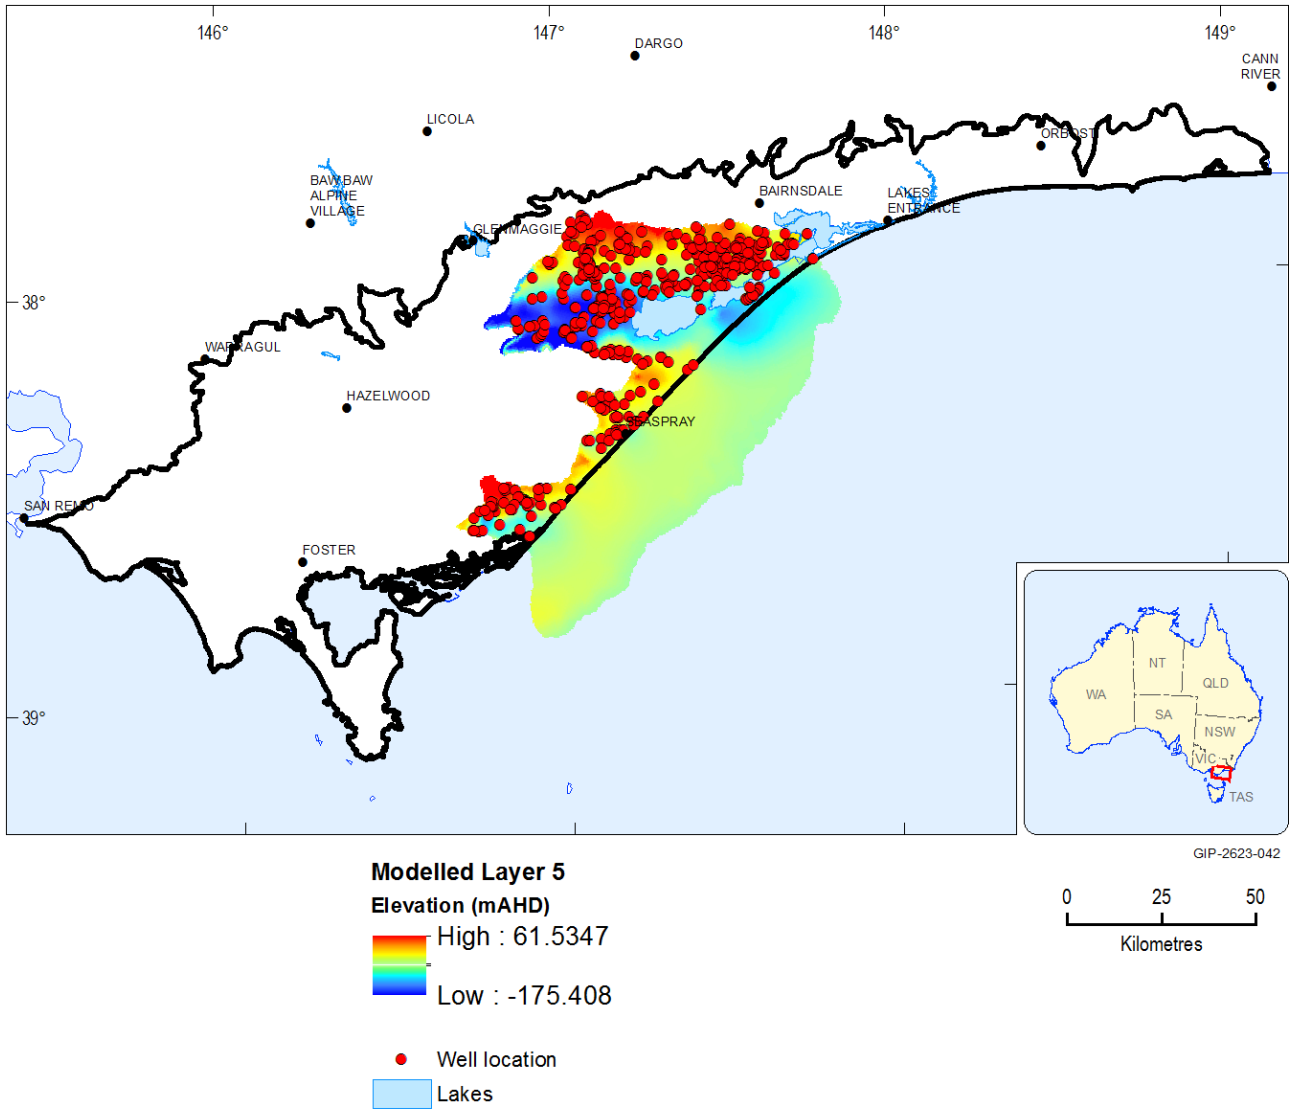 146°
147°
148°
149°
DARGO
CANN
RIVER
LICOLA
ORBOST
BAW BAW
ALPINE
VILLAGE
BAIRNSDALE
LAKES
ENTRANCE
GLENMAGGIE
38°
WARRAGUL
HAZELWOOD
SEASPRAY
SAN REMO
FOSTER
39°
NT
QLD
WA
SA
NSW
VIC
TAS
GIP-2623-042
Modelled Layer 5
Elevation (mAHD)
High : 61.5347
Low : -175.408
0 25 50
Kilometres
Well location
Lakes